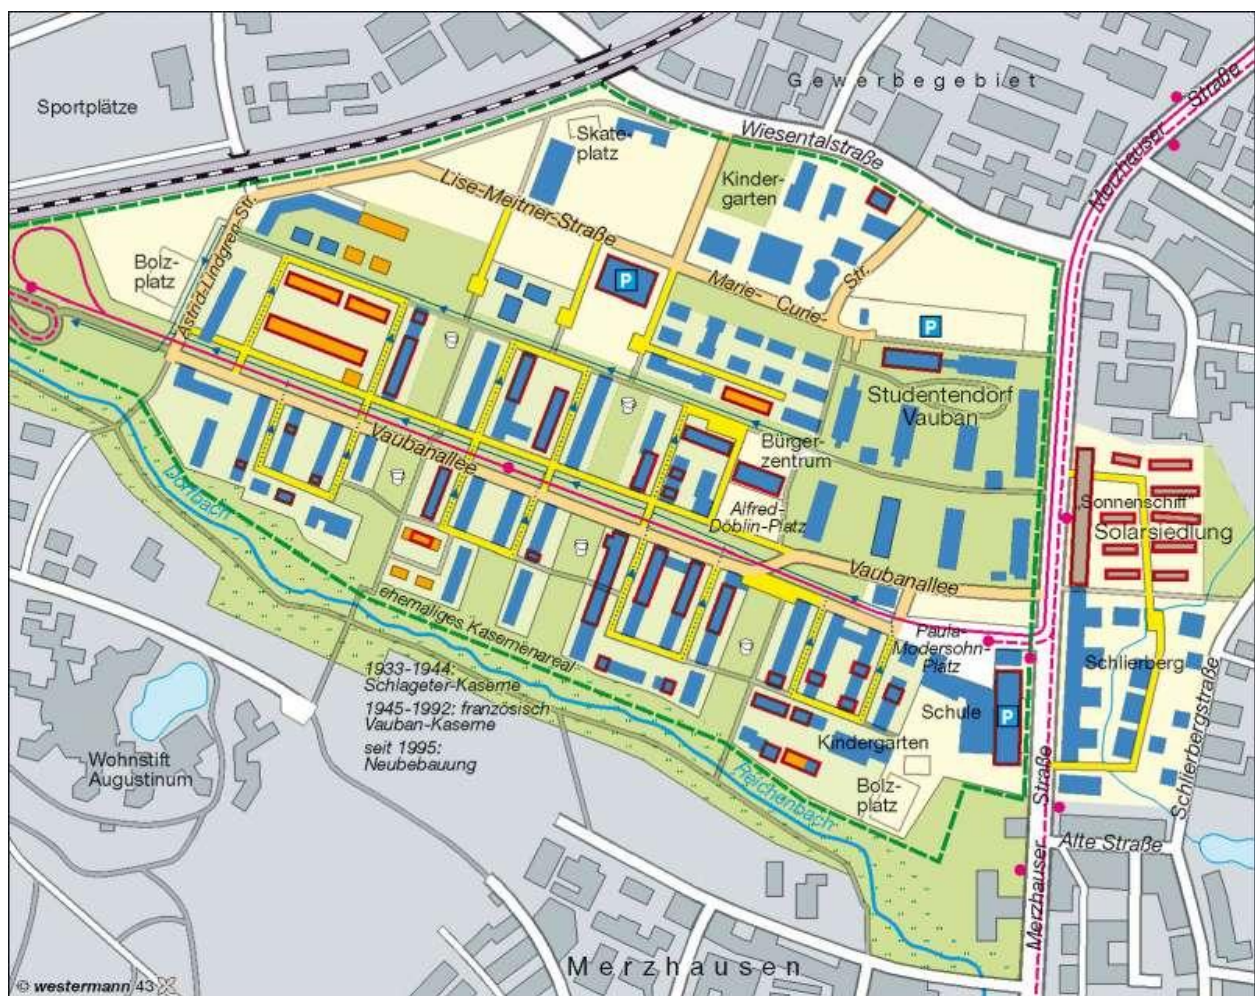 Gewerbegebiet
Sportplätze
Skate-
platz
Wiesentalstraße
Merzhauser Straße
Kinder-
garten
Lise-Meitner-Straße
Bolz-
platz
Astrid-Lindgren-Str.
P
Marie-Curie-Str.
P
Studentendorf
Vauban
Bürger-
zentrum
Vaubanallee
Alfred-
Döblin-Platz
Dorfbach
„Sonnenschiff“
Solarsiedlung
Vaubanallee
ehemaliges Kasernenareal
Paula-
Modersohn-
Platz
Schlierberg
1933-1944:
Schlageter-Kaserne
1945-1992: französisch
Vauban-Kaserne
seit 1995:
Neubebauung
Schule
P
Kindergarten
Schlierbergstraße
Wohnstift
Augustinum
Reichenbach
Bolz-
platz
Merzhauser Straße
Alte Straße
Merzhausen
© westermann 43